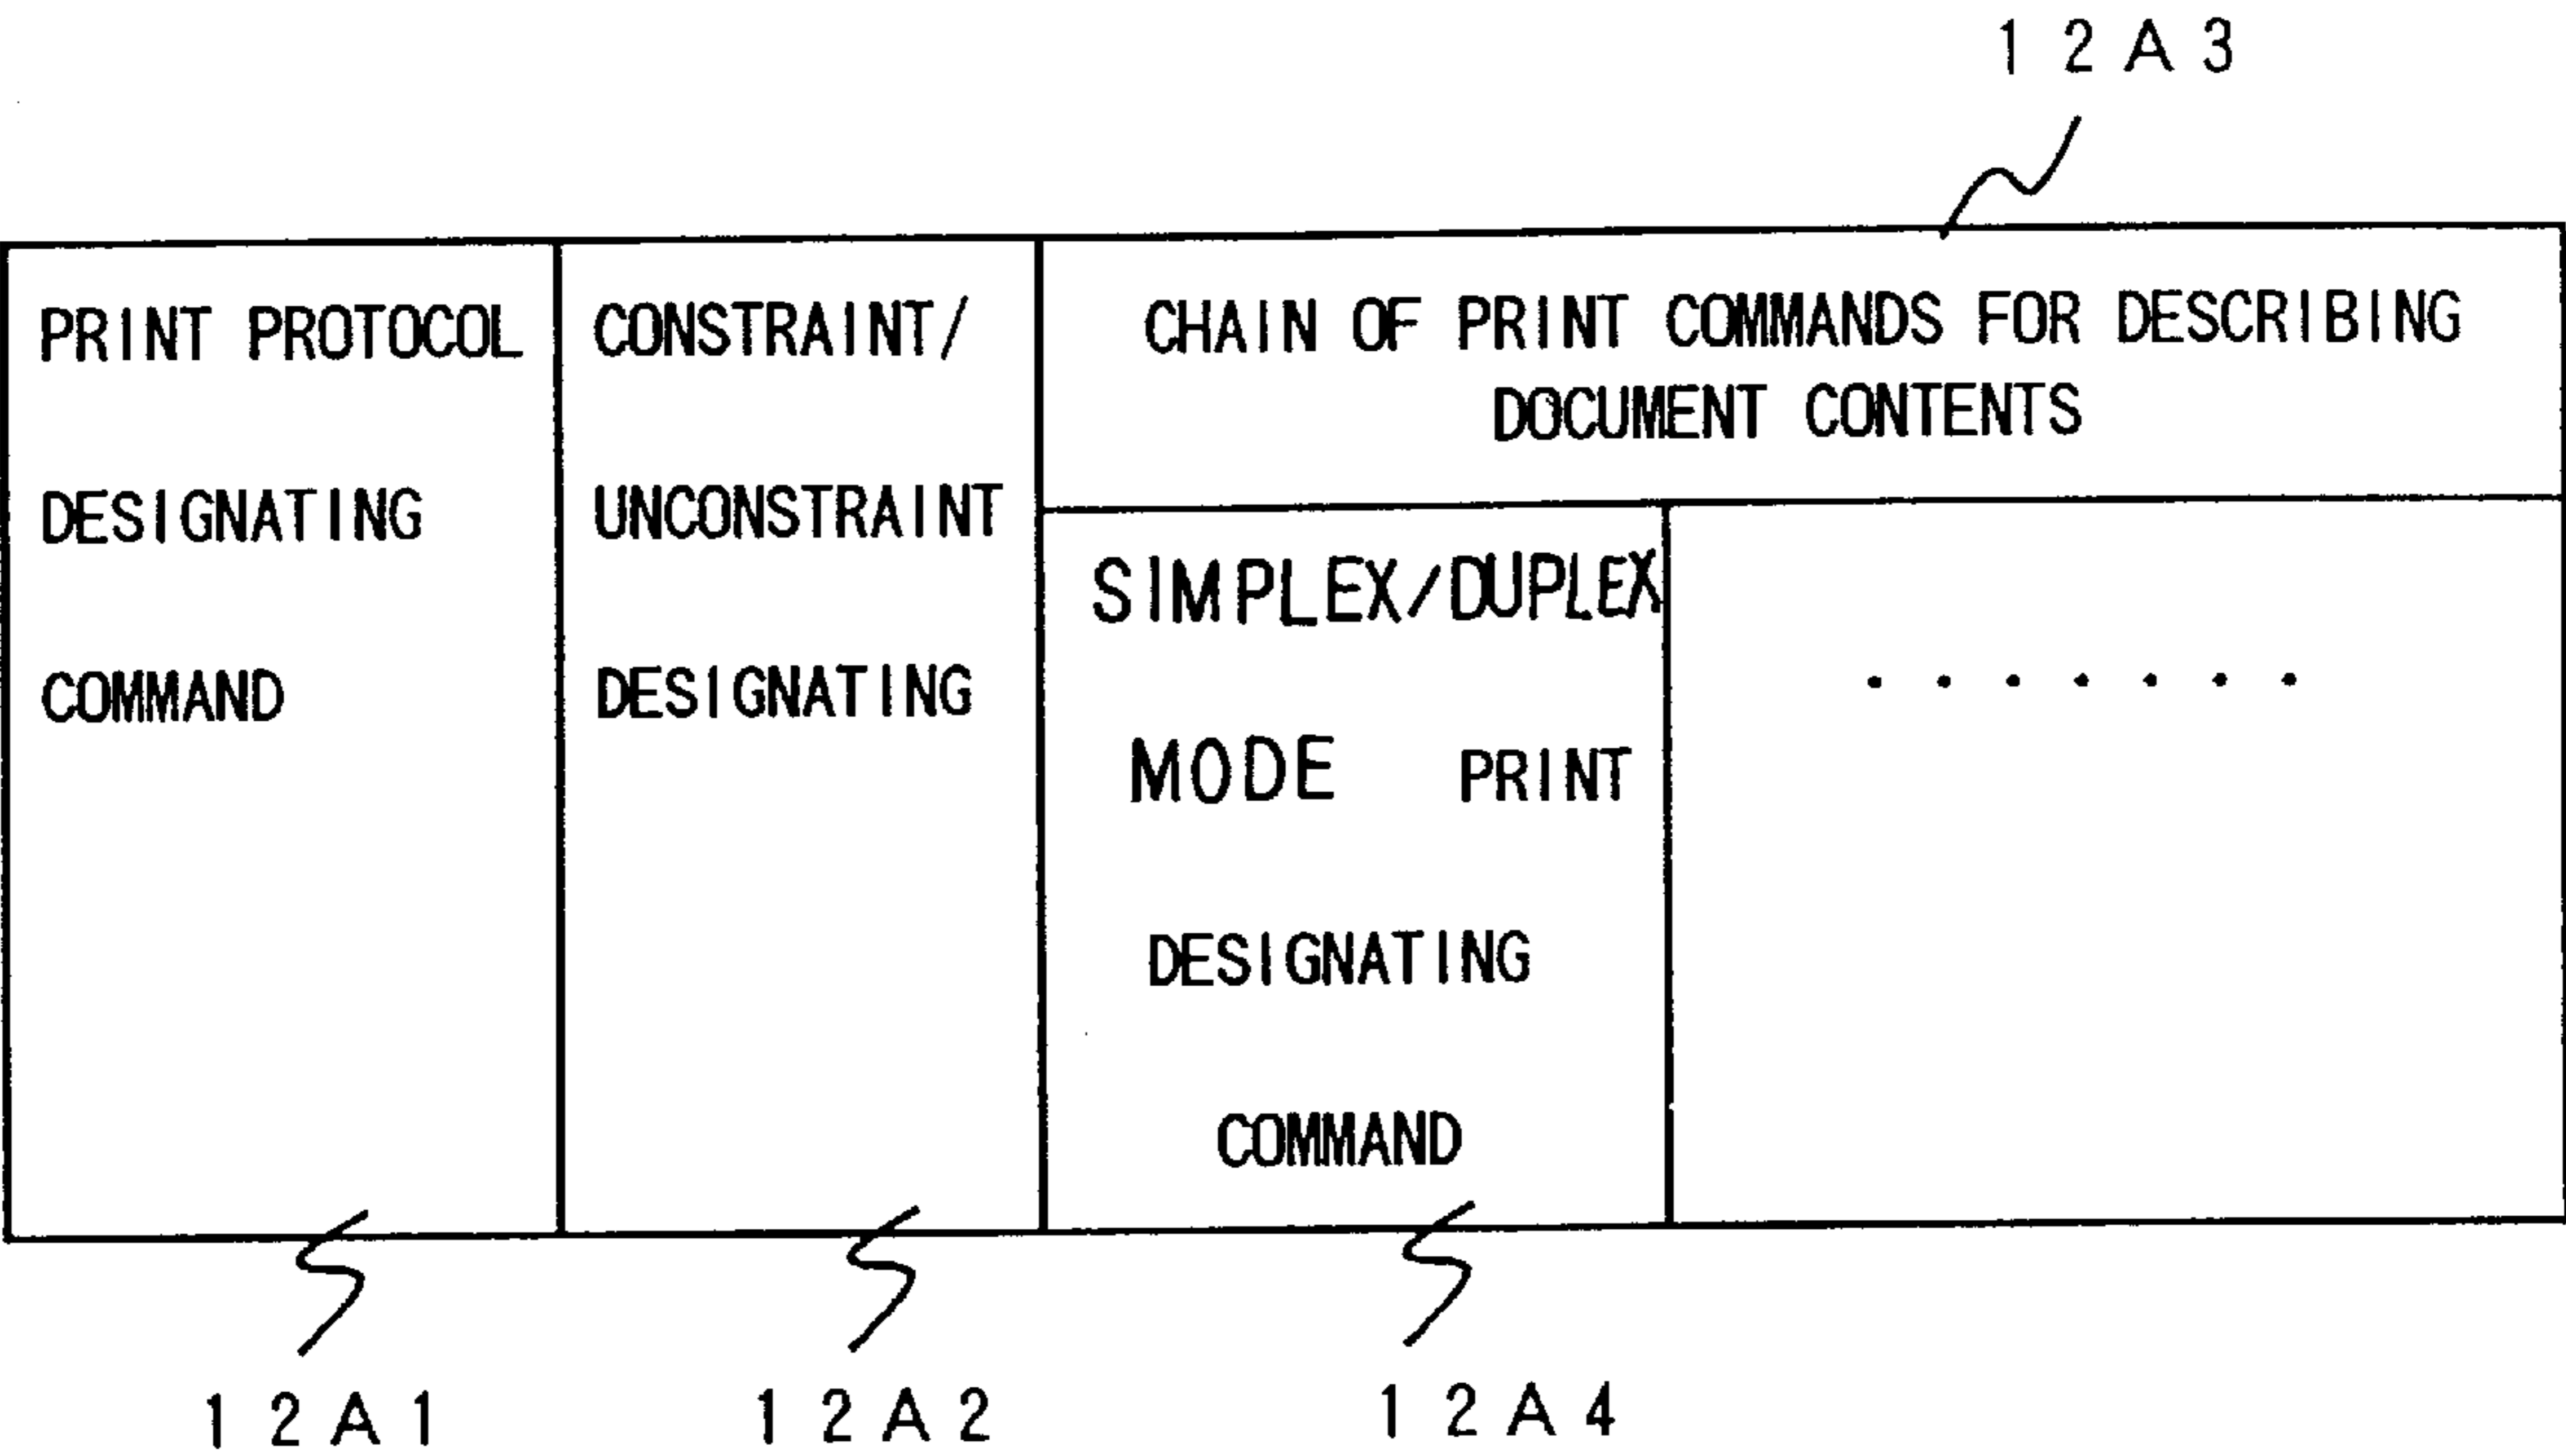 12A3
PRINT PROTOCOL
DESIGNATING
COMMAND
CONSTRAINT/
UNCONSTRAINT
DESIGNATING
CHAIN OF PRINT COMMANDS FOR DESCRIBING
DOCUMENT CONTENTS
SIMPLEX/DUPLEX
MODE PRINT
DESIGNATING
COMMAND
.......
12A1
12A2
12A4